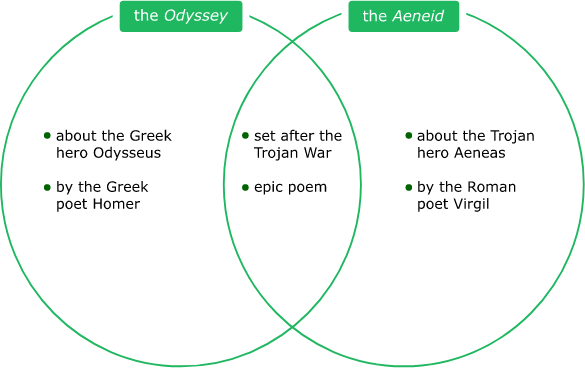 the Odyssey
the Aeneid
• about the Greek
hero Odysseus
• by the Greek
poet Homer
• set after the
Trojan War
• epic poem
• about the Trojan
hero Aeneas
• by the Roman
poet Virgil